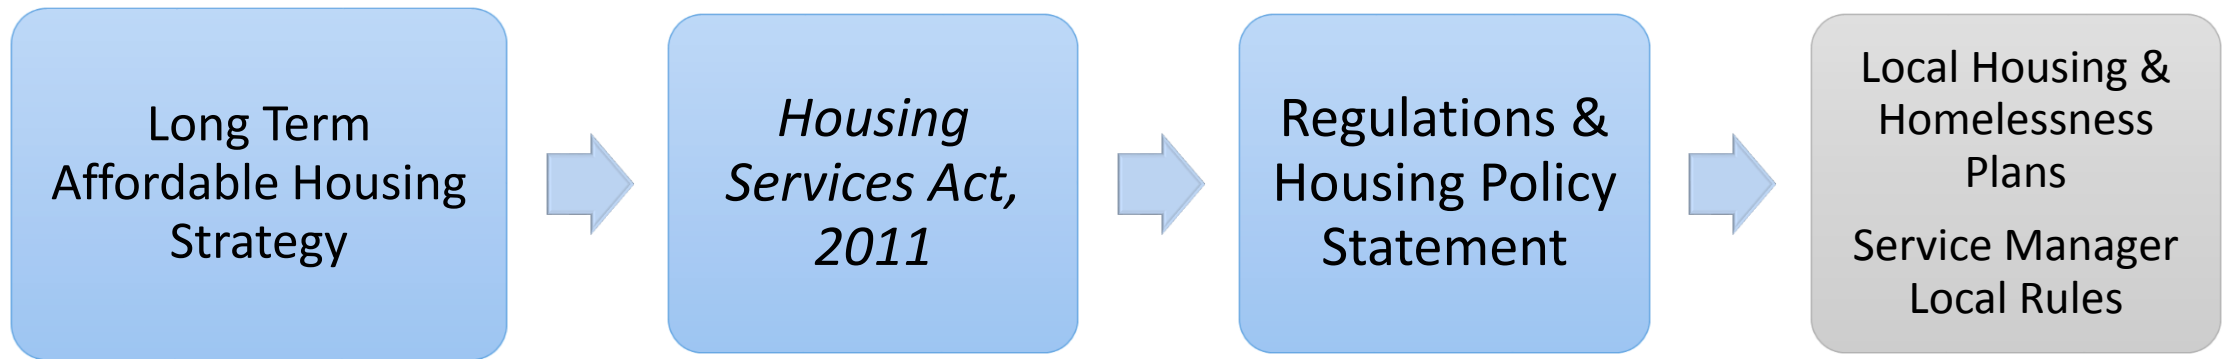 Long Term
Affordable Housing
Strategy
Housing
Services Act,
2011
Regulations &
Housing Policy
Statement
Local Housing &
Homelessness
Plans
Service Manager
Local Rules